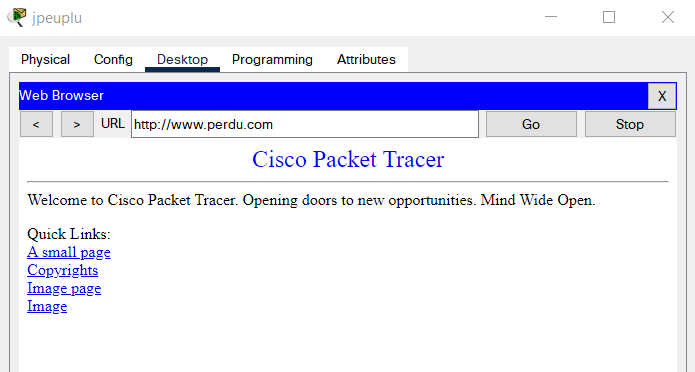 jpeuplu
Physical Config Desktop Programming Attributes
Web Browser X
< > URL http://www.perdu.com Go Stop
Cisco Packet Tracer
Welcome to Cisco Packet Tracer. Opening doors to new opportunities. Mind Wide Open.
Quick Links:
A small page
Copyrights
Image page
Image